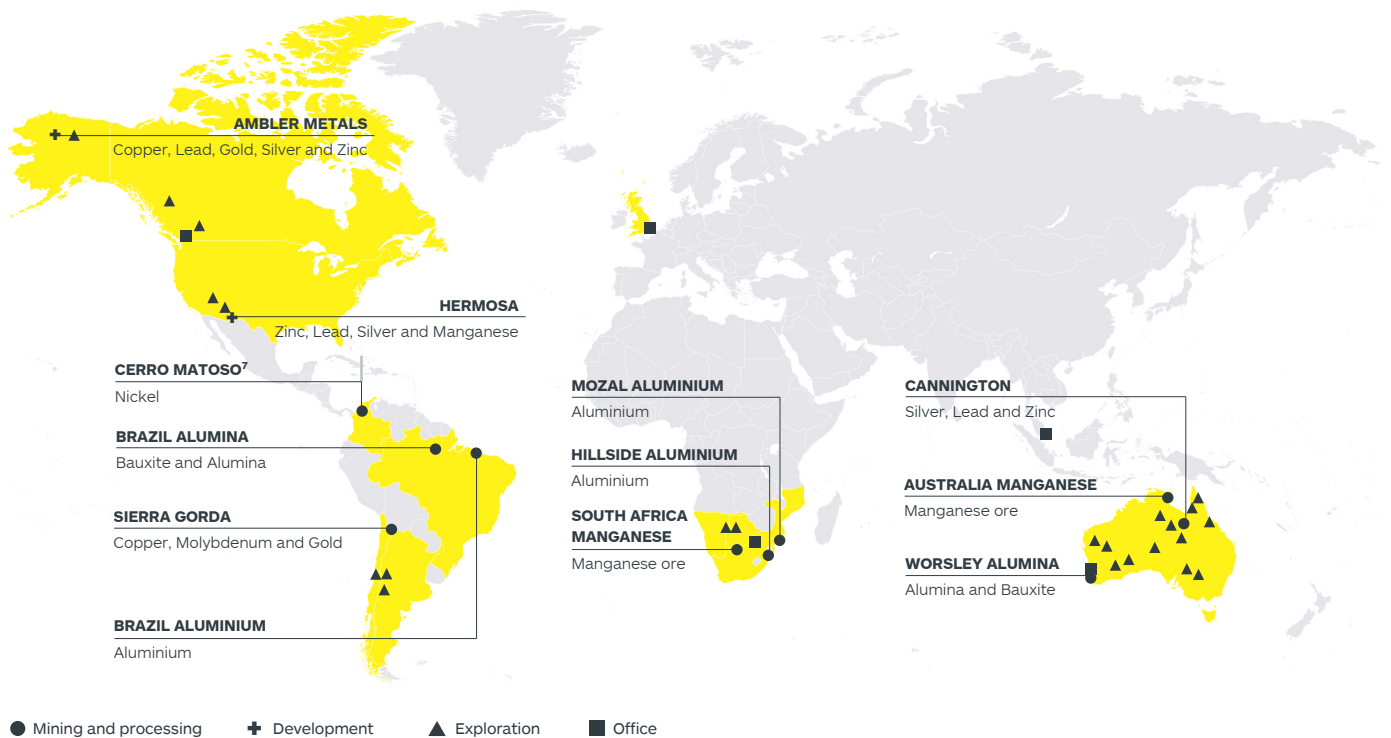 AMBLER METALS
Copper, Lead, Gold, Silver and Zinc
HERMOSA
Zinc, Lead, Silver and Manganese
CERRO MATOSO⁷
Nickel
BRAZIL ALUMINA
Bauxite and Alumina
SIERRA GORDA
Copper, Molybdenum and Gold
BRAZIL ALUMINIUM
Aluminium
MOZAL ALUMINIUM
Aluminium
HILLSIDE ALUMINIUM
Aluminium
SOUTH AFRICA
MANGANESE
Manganese ore
CANNINGTON
Silver, Lead and Zinc
AUSTRALIA MANGANESE
Manganese ore
WORSLEY ALUMINA
Alumina and Bauxite
Mining and processing
Development
Exploration
Office